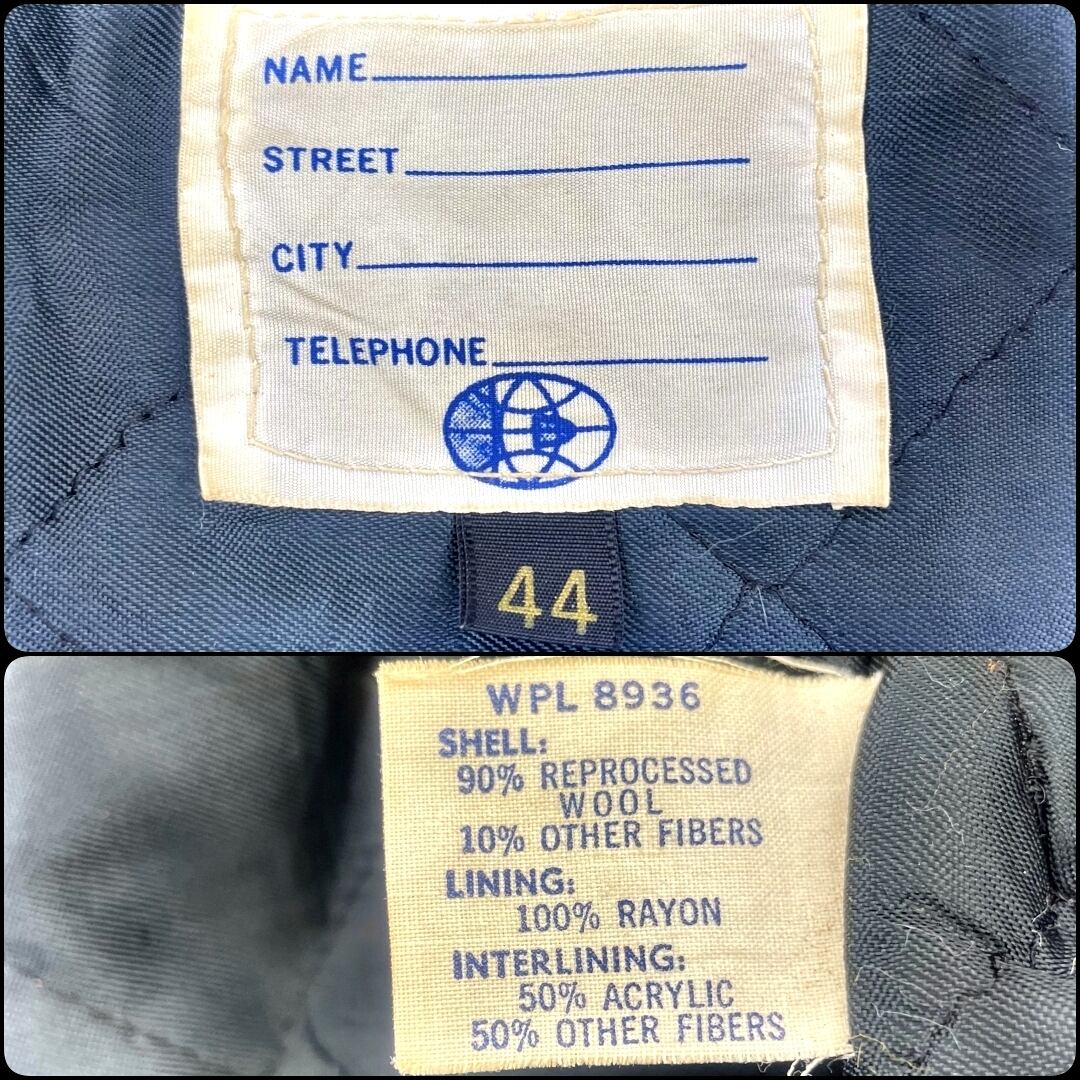 NAME
STREET
CITY
TELEPHONE
44
WPL 8936
SHELL:
90% REPROCESSED
WOOL
10% OTHER FIBERS
LINING:
100% RAYON
INTERLINING:
50% ACRYLIC
50% OTHER FIBERS